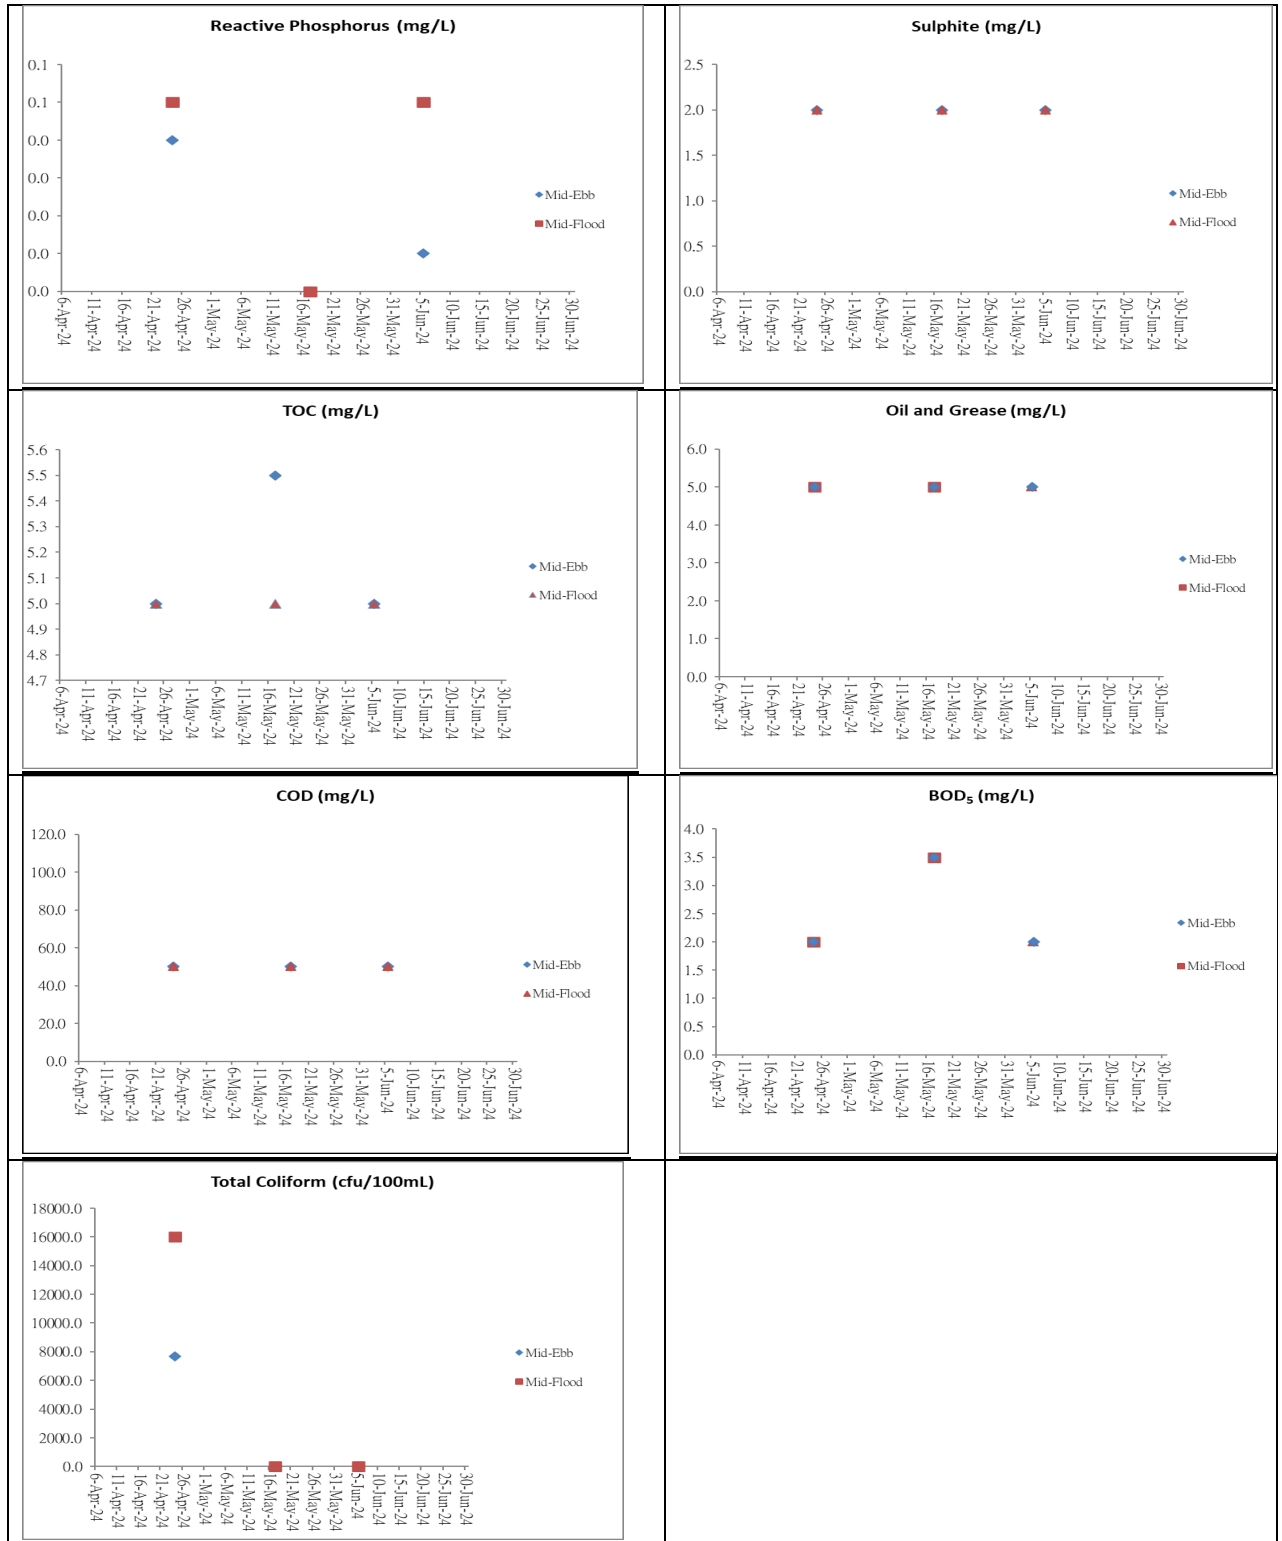 Reactive Phosphorus (mg/L)
0.1
0.1
0.0
0.0
0.0
0.0
0.0
6-Apr-24
11-Apr-24
16-Apr-24
21-Apr-24
26-Apr-24
1-May-24
6-May-24
11-May-24
16-May-24
21-May-24
26-May-24
31-May-24
5-Jun-24
10-Jun-24
15-Jun-24
20-Jun-24
25-Jun-24
30-Jun-24
Mid-Ebb
Mid-Flood
Sulphite (mg/L)
2.5
2.0
1.5
1.0
0.5
0.0
6-Apr-24
11-Apr-24
16-Apr-24
21-Apr-24
26-Apr-24
1-May-24
6-May-24
11-May-24
16-May-24
21-May-24
26-May-24
31-May-24
5-Jun-24
10-Jun-24
15-Jun-24
20-Jun-24
25-Jun-24
30-Jun-24
Mid-Ebb
Mid-Flood
TOC (mg/L)
5.6
5.5
5.4
5.3
5.2
5.1
5.0
4.9
4.8
4.7
6-Apr-24
11-Apr-24
16-Apr-24
21-Apr-24
26-Apr-24
1-May-24
6-May-24
11-May-24
16-May-24
21-May-24
26-May-24
31-May-24
5-Jun-24
10-Jun-24
15-Jun-24
20-Jun-24
25-Jun-24
30-Jun-24
Mid-Ebb
Mid-Flood
Oil and Grease (mg/L)
6.0
5.0
4.0
3.0
2.0
1.0
0.0
6-Apr-24
11-Apr-24
16-Apr-24
21-Apr-24
26-Apr-24
1-May-24
6-May-24
11-May-24
16-May-24
21-May-24
26-May-24
31-May-24
5-Jun-24
10-Jun-24
15-Jun-24
20-Jun-24
25-Jun-24
30-Jun-24
Mid-Ebb
Mid-Flood
COD (mg/L)
120.0
100.0
80.0
60.0
40.0
20.0
0.0
6-Apr-24
11-Apr-24
16-Apr-24
21-Apr-24
26-Apr-24
1-May-24
6-May-24
11-May-24
16-May-24
21-May-24
26-May-24
31-May-24
5-Jun-24
10-Jun-24
15-Jun-24
20-Jun-24
25-Jun-24
30-Jun-24
Mid-Ebb
Mid-Flood
BOD₅ (mg/L)
4.0
3.5
3.0
2.5
2.0
1.5
1.0
0.5
0.0
6-Apr-24
11-Apr-24
16-Apr-24
21-Apr-24
26-Apr-24
1-May-24
6-May-24
11-May-24
16-May-24
21-May-24
26-May-24
31-May-24
5-Jun-24
10-Jun-24
15-Jun-24
20-Jun-24
25-Jun-24
30-Jun-24
Mid-Ebb
Mid-Flood
Total Coliform (cfu/100mL)
18000.0
16000.0
14000.0
12000.0
10000.0
8000.0
6000.0
4000.0
2000.0
0.0
6-Apr-24
11-Apr-24
16-Apr-24
21-Apr-24
26-Apr-24
1-May-24
6-May-24
11-May-24
16-May-24
21-May-24
26-May-24
31-May-24
5-Jun-24
10-Jun-24
15-Jun-24
20-Jun-24
25-Jun-24
30-Jun-24
Mid-Ebb
Mid-Flood